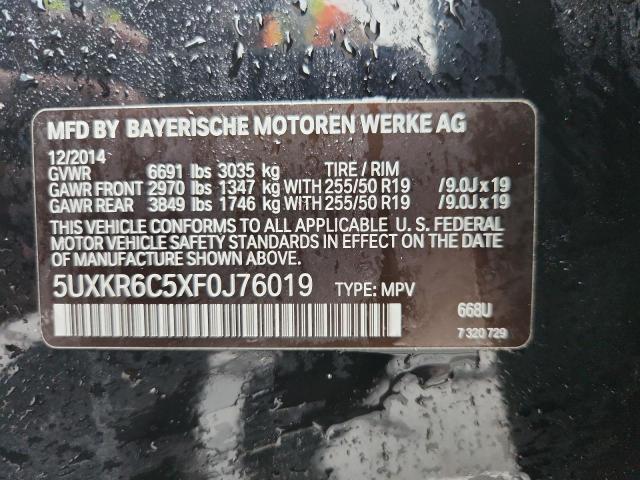 MFD BY BAYERISCHE MOTOREN WERKE AG
12/2014
GVWR 6691 lbs 3035 kg TIRE / RIM
GAWR FRONT 2970 lbs 1347 kg WITH 255/50 R19 /9.0J x 19
GAWR REAR 3849 lbs 1746 kg WITH 255/50 R19 /9.0J x 19
THIS VEHICLE CONFORMS TO ALL APPLICABLE U. S. FEDERAL
MOTOR VEHICLE SAFETY STANDARDS IN EFFECT ON THE DATE
OF MANUFACTURE SHOWN ABOVE.
5UXKR6C5XF0J76019 TYPE: MPV
668U
7 320 729